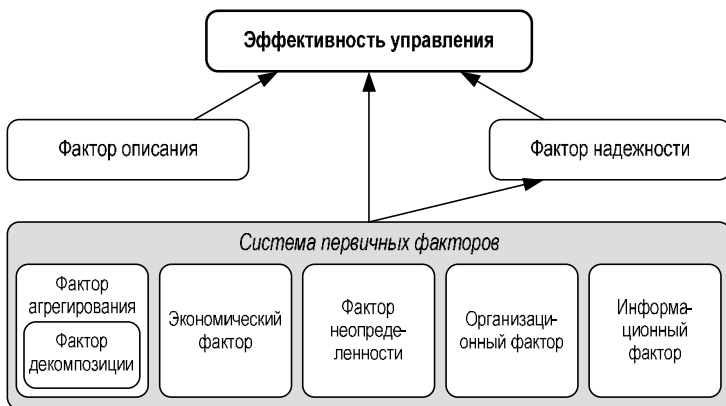 Эффективность управления
Фактор описания
Фактор надежности
Система первичных факторов
Фактор
агрегирования
Фактор
декомпозиции
Экономический
фактор
Фактор
неопреде-
ленности
Организаци-
онный фактор
Информа-
ционный
фактор